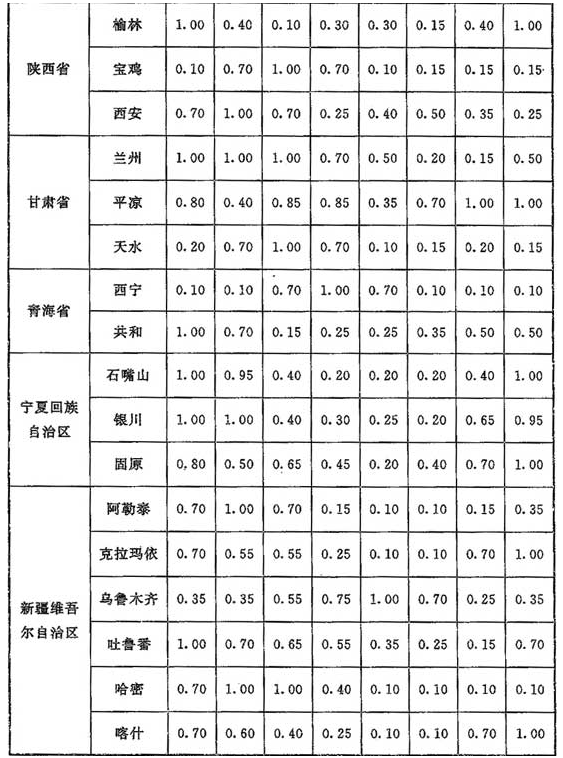 陕西省
榆林 1.00 0.40 0.10 0.30 0.30 0.15 0.40 1.00
宝鸡 0.10 0.70 1.00 0.70 0.10 0.15 0.15 0.15
西安 0.70 1.00 0.70 0.25 0.40 0.50 0.35 0.25
甘肃省
兰州 1.00 1.00 1.00 0.70 0.50 0.20 0.15 0.50
平凉 0.80 0.40 0.85 0.85 0.35 0.70 1.00 1.00
天水 0.20 0.70 1.00 0.70 0.10 0.15 0.20 0.15
青海省
西宁 0.10 0.10 0.70 1.00 0.70 0.10 0.10 0.10
共和 1.00 0.70 0.15 0.25 0.25 0.35 0.50 0.50
宁夏回族
自治区
石嘴山 1.00 0.95 0.40 0.20 0.20 0.20 0.40 1.00
银川 1.00 1.00 0.40 0.30 0.25 0.20 0.65 0.95
固原 0.80 0.50 0.65 0.45 0.20 0.40 0.70 1.00
新疆维吾
尔自治区
阿勒泰 0.70 1.00 0.70 0.15 0.10 0.10 0.15 0.35
克拉玛依 0.70 0.55 0.55 0.25 0.10 0.10 0.70 1.00
乌鲁木齐 0.35 0.35 0.55 0.75 1.00 0.70 0.25 0.35
吐鲁番 1.00 0.70 0.65 0.55 0.35 0.25 0.15 0.70
哈密 0.70 1.00 1.00 0.40 0.10 0.10 0.10 0.10
喀什 0.70 0.60 0.40 0.25 0.10 0.10 0.70 1.00